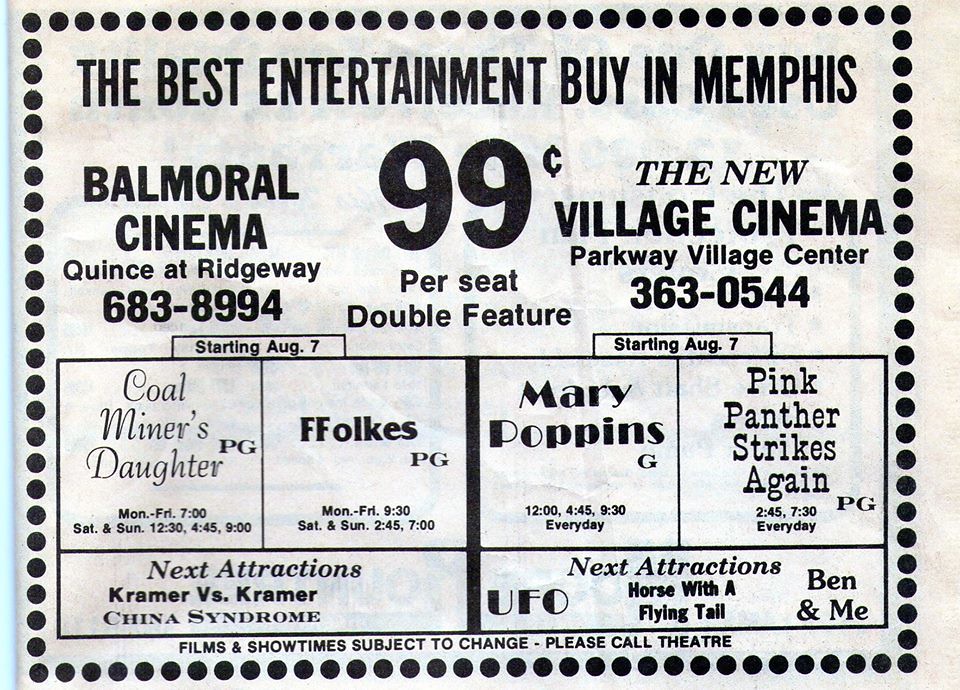 THE BEST ENTERTAINMENT BUY IN MEMPHIS
BALMORAL
CINEMA
Quince at Ridgeway
683-8994
99¢
Per seat
Double Feature
THE NEW
VILLAGE CINEMA
Parkway Village Center
363-0544
Starting Aug. 7
Coal
Miner's
Daughter PG
Mon.-Fri. 7:00
Sat. & Sun. 12:30, 4:45, 9:00
FFolkes
PG
Mon.-Fri. 9:30
Sat. & Sun. 2:45, 7:00
Next Attractions
Kramer Vs. Kramer
CHINA SYNDROME
Starting Aug. 7
Mary
Poppins
G
12:00, 4:45, 9:30
Everyday
Pink
Panther
Strikes
Again PG
2:45, 7:30
Everyday
Next Attractions
UFO
Horse With A
Flying Tail
Ben
& Me
FILMS & SHOWTIMES SUBJECT TO CHANGE - PLEASE CALL THEATRE